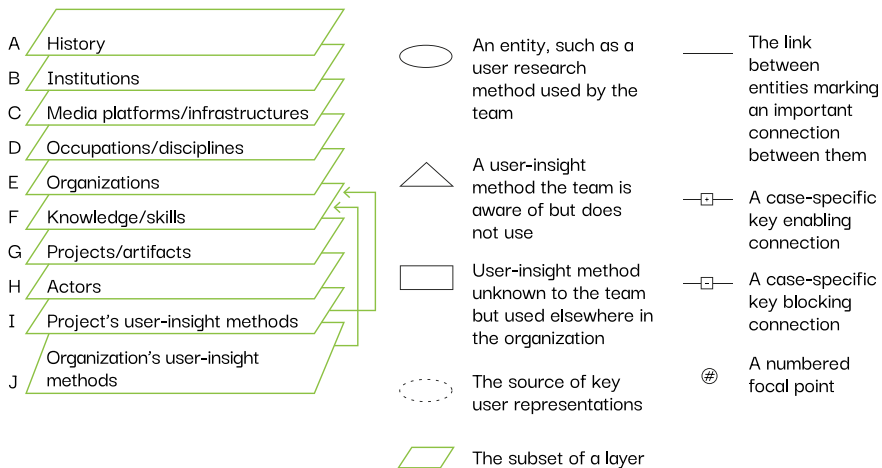 A History
B Institutions
C Media platforms/infrastructures
D Occupations/disciplines
E Organizations
F Knowledge/skills
G Projects/artifacts
H Actors
I Project's user-insight methods
Organization's user-insight
J methods
An entity, such as a
user research
method used by the
team
A user-insight
method the team is
aware of but does
not use
User-insight method
unknown to the team
but used elsewhere in
the organization
The source of key
user representations
The subset of a layer
The link
between
entities marking
an important
connection
between them
+ A case-specific
key enabling
connection
- A case-specific
key blocking
connection
# A numbered
focal point